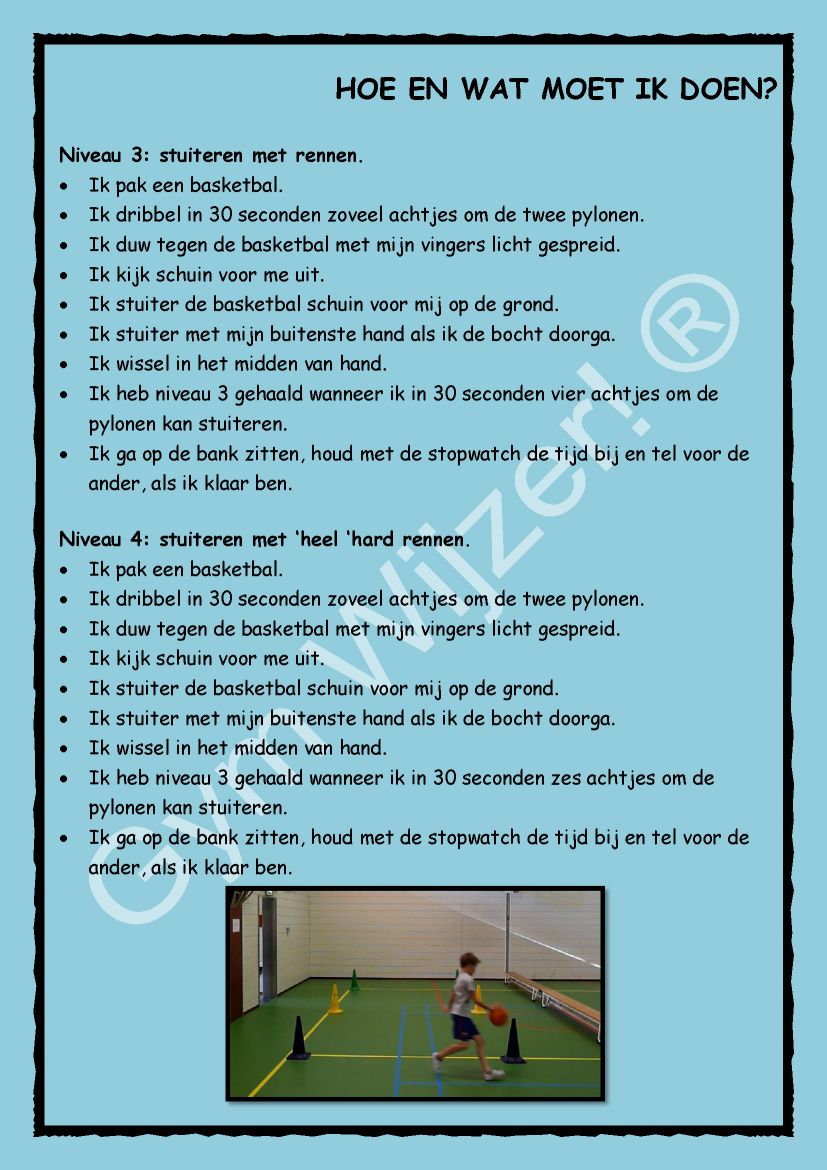 HOE EN WAT MOET IK DOEN?
Niveau 3: stuiteren met rennen.
• Ik pak een basketbal.
• Ik dribbel in 30 seconden zoveel achtjes om de twee pylonen.
• Ik duw tegen de basketbal met mijn vingers licht gespreid.
• Ik kijk schuin voor me uit.
• Ik stuiter de basketbal schuin voor mij op de grond.
• Ik stuiter met mijn buitenste hand als ik de bocht doorga.
• Ik wissel in het midden van hand.
• Ik heb niveau 3 gehaald wanneer ik in 30 seconden vier achtjes om de
pylonen kan stuiteren.
• Ik ga op de bank zitten, houd met de stopwatch de tijd bij en tel voor de
ander, als ik klaar ben.
Niveau 4: stuiteren met ‘heel ‘hard rennen.
• Ik pak een basketbal.
• Ik dribbel in 30 seconden zoveel achtjes om de twee pylonen.
• Ik duw tegen de basketbal met mijn vingers licht gespreid.
• Ik kijk schuin voor me uit.
• Ik stuiter de basketbal schuin voor mij op de grond.
• Ik stuiter met mijn buitenste hand als ik de bocht doorga.
• Ik wissel in het midden van hand.
• Ik heb niveau 3 gehaald wanneer ik in 30 seconden zes achtjes om de
pylonen kan stuiteren.
• Ik ga op de bank zitten, houd met de stopwatch de tijd bij en tel voor de
ander, als ik klaar ben.
Gym Wijzer! ®